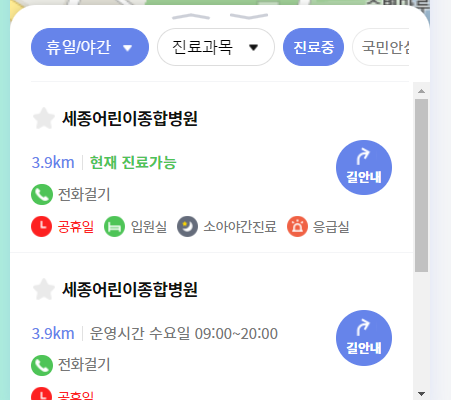 휴일/야간 진료과목 진료중
세종어린이종합병원
3.9km 현재 진료가능
길안내
전화걸기
공휴일 입원실 소아야간진료 응급실
세종어린이종합병원
3.9km 운영시간 수요일 09:00~20:00
길안내
전화걸기
공휴일